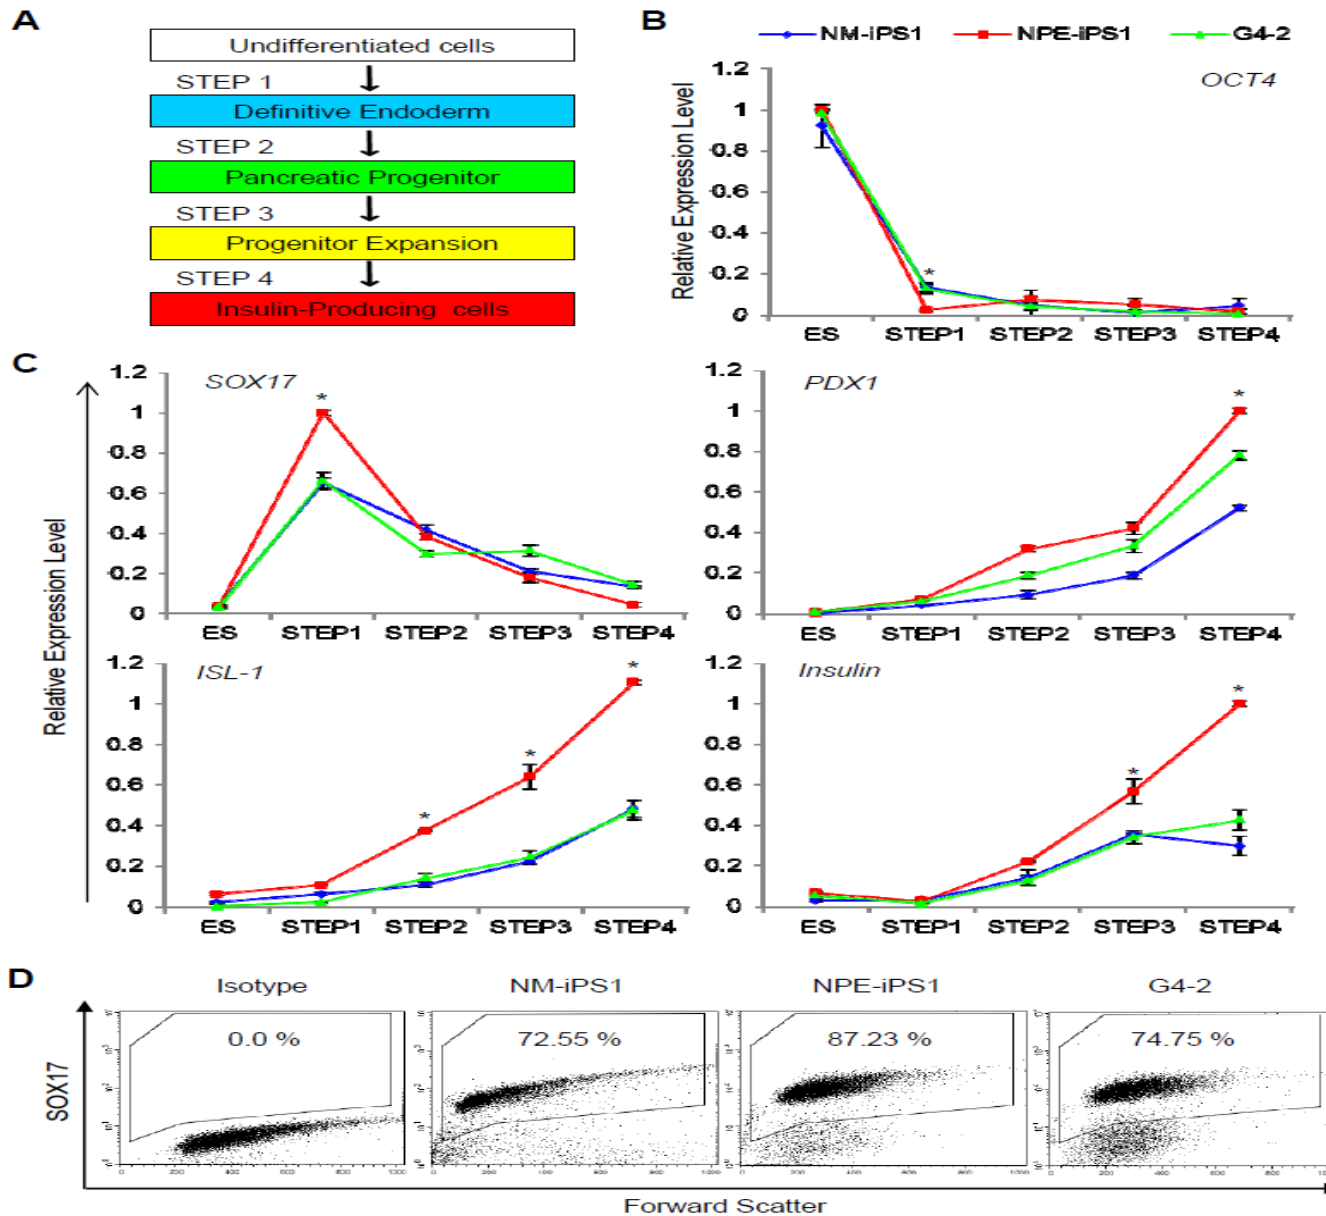 A
Undifferentiated cells
STEP 1
Definitive Endoderm
STEP 2
Pancreatic Progenitor
STEP 3
Progenitor Expansion
STEP 4
Insulin-Producing cells
B
NM-iPS1 NPE-iPS1 G4-2
OCT4
Relative Expression Level
1.2
1
0.8
0.6
0.4
0.2
0
*
ES STEP1 STEP2 STEP3 STEP4
C
Relative Expression Level
SOX17
1.2
1
0.8
0.6
0.4
0.2
0
*
ES STEP1 STEP2 STEP3 STEP4
PDX1
1.2
1
0.8
0.6
0.4
0.2
0
*
ES STEP1 STEP2 STEP3 STEP4
ISL-1
1.2
1
0.8
0.6
0.4
0.2
0
* * *
ES STEP1 STEP2 STEP3 STEP4
Insulin
1.2
1
0.8
0.6
0.4
0.2
0
* *
ES STEP1 STEP2 STEP3 STEP4
D
Isotype NM-iPS1 NPE-iPS1 G4-2
0.0 % 72.55 % 87.23 % 74.75 %
SOX17
0 200 400 600 800 1000
Forward Scatter